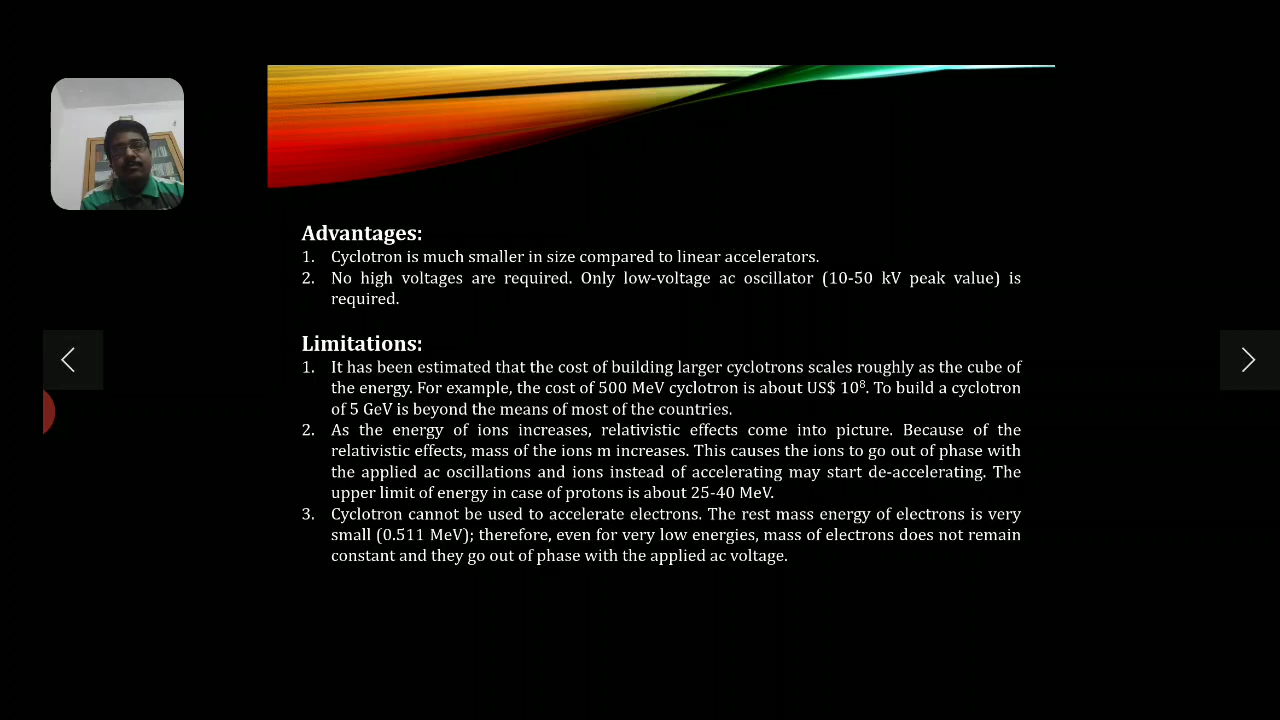 Advantages:
1. Cyclotron is much smaller in size compared to linear accelerators.
2. No high voltages are required. Only low-voltage ac oscillator (10-50 kV peak value) is
required.
Limitations:
1. It has been estimated that the cost of building larger cyclotrons scales roughly as the cube of
the energy. For example, the cost of 500 MeV cyclotron is about US$ 10⁸. To build a cyclotron
of 5 GeV is beyond the means of most of the countries.
2. As the energy of ions increases, relativistic effects come into picture. Because of the
relativistic effects, mass of the ions m increases. This causes the ions to go out of phase with
the applied ac oscillations and ions instead of accelerating may start de-accelerating. The
upper limit of energy in case of protons is about 25-40 MeV.
3. Cyclotron cannot be used to accelerate electrons. The rest mass energy of electrons is very
small (0.511 MeV); therefore, even for very low energies, mass of electrons does not remain
constant and they go out of phase with the applied ac voltage.